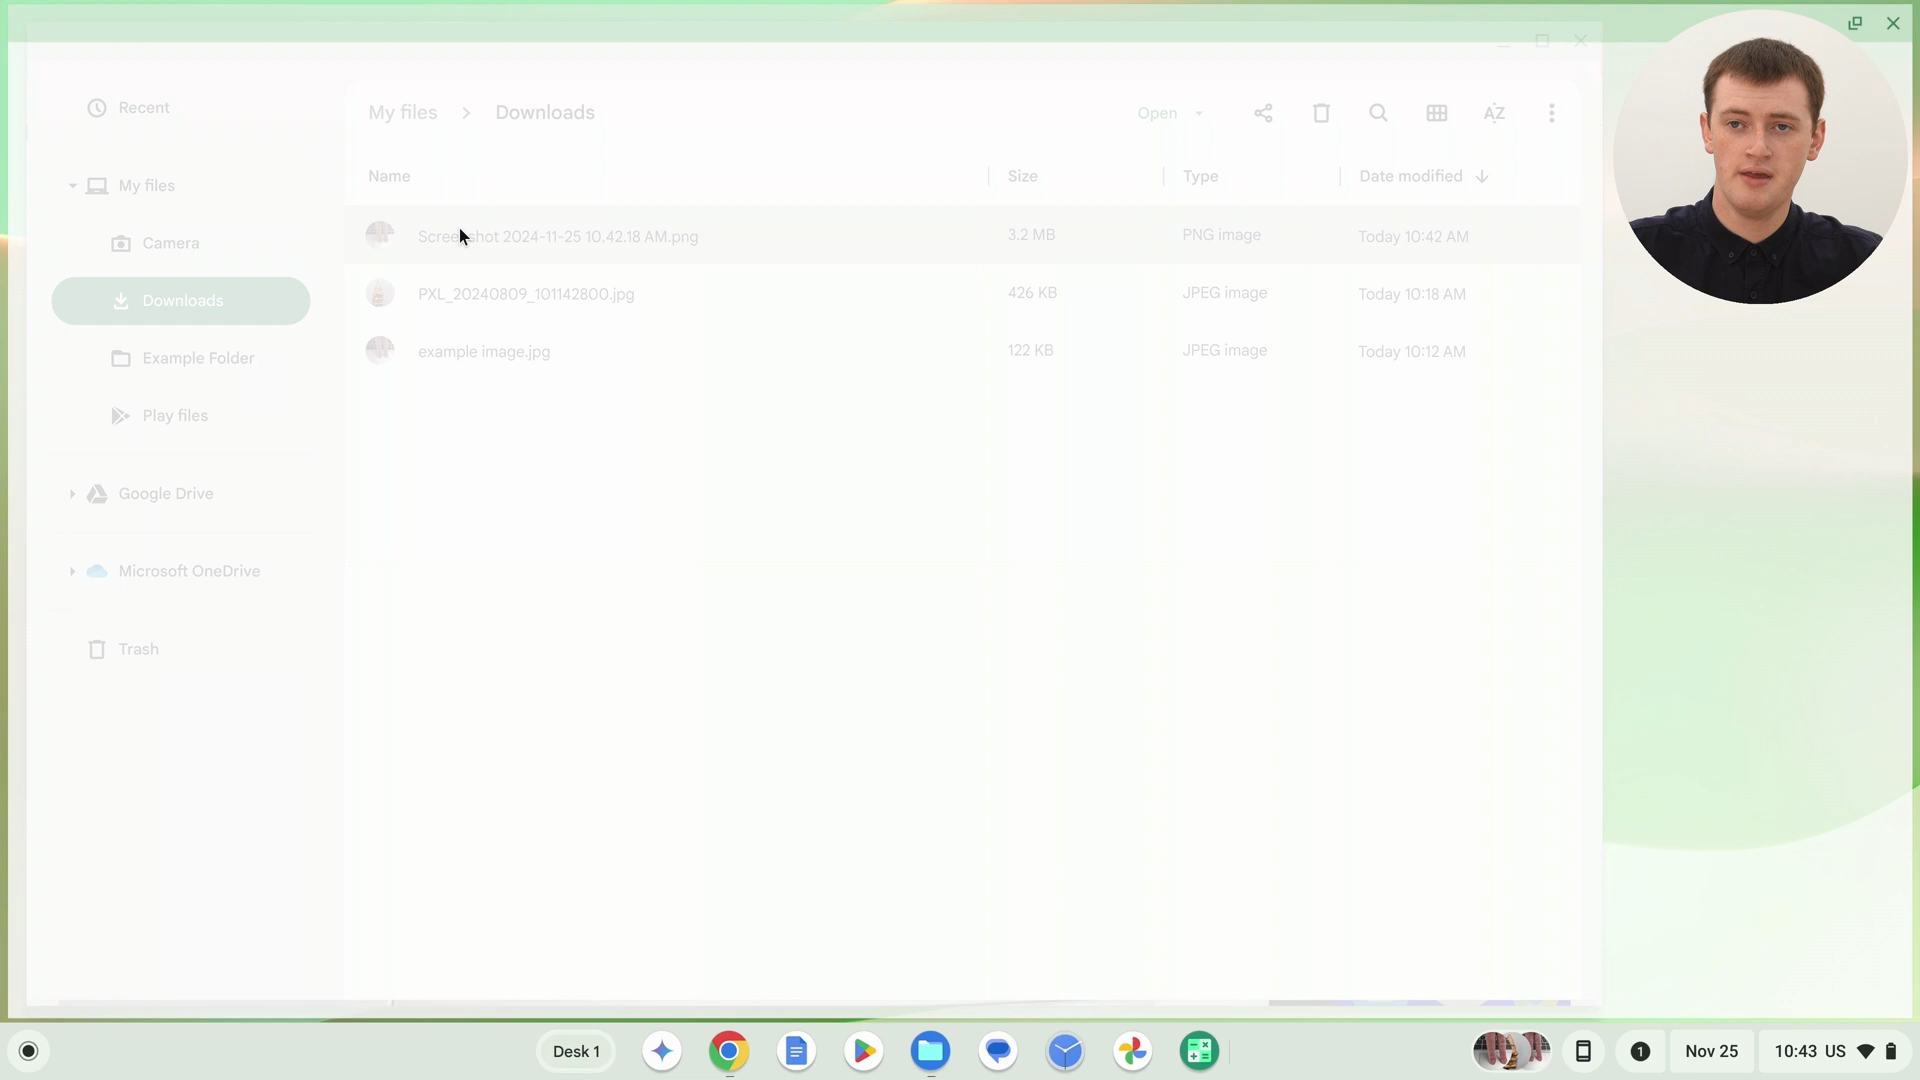 Recent
My files
Camera
Downloads
Example Folder
Play files
Google Drive
Microsoft OneDrive
Trash
My files > Downloads
Open
AZ
Name Size Type Date modified
Screenshot 2024-11-25 10.42.18 AM.png 3.2 MB PNG image Today 10:42 AM
PXL_20240809_101142800.jpg 426 KB JPEG image Today 10:18 AM
example image.jpg 122 KB JPEG image Today 10:12 AM
Desk 1
1
Nov 25
10:43 US